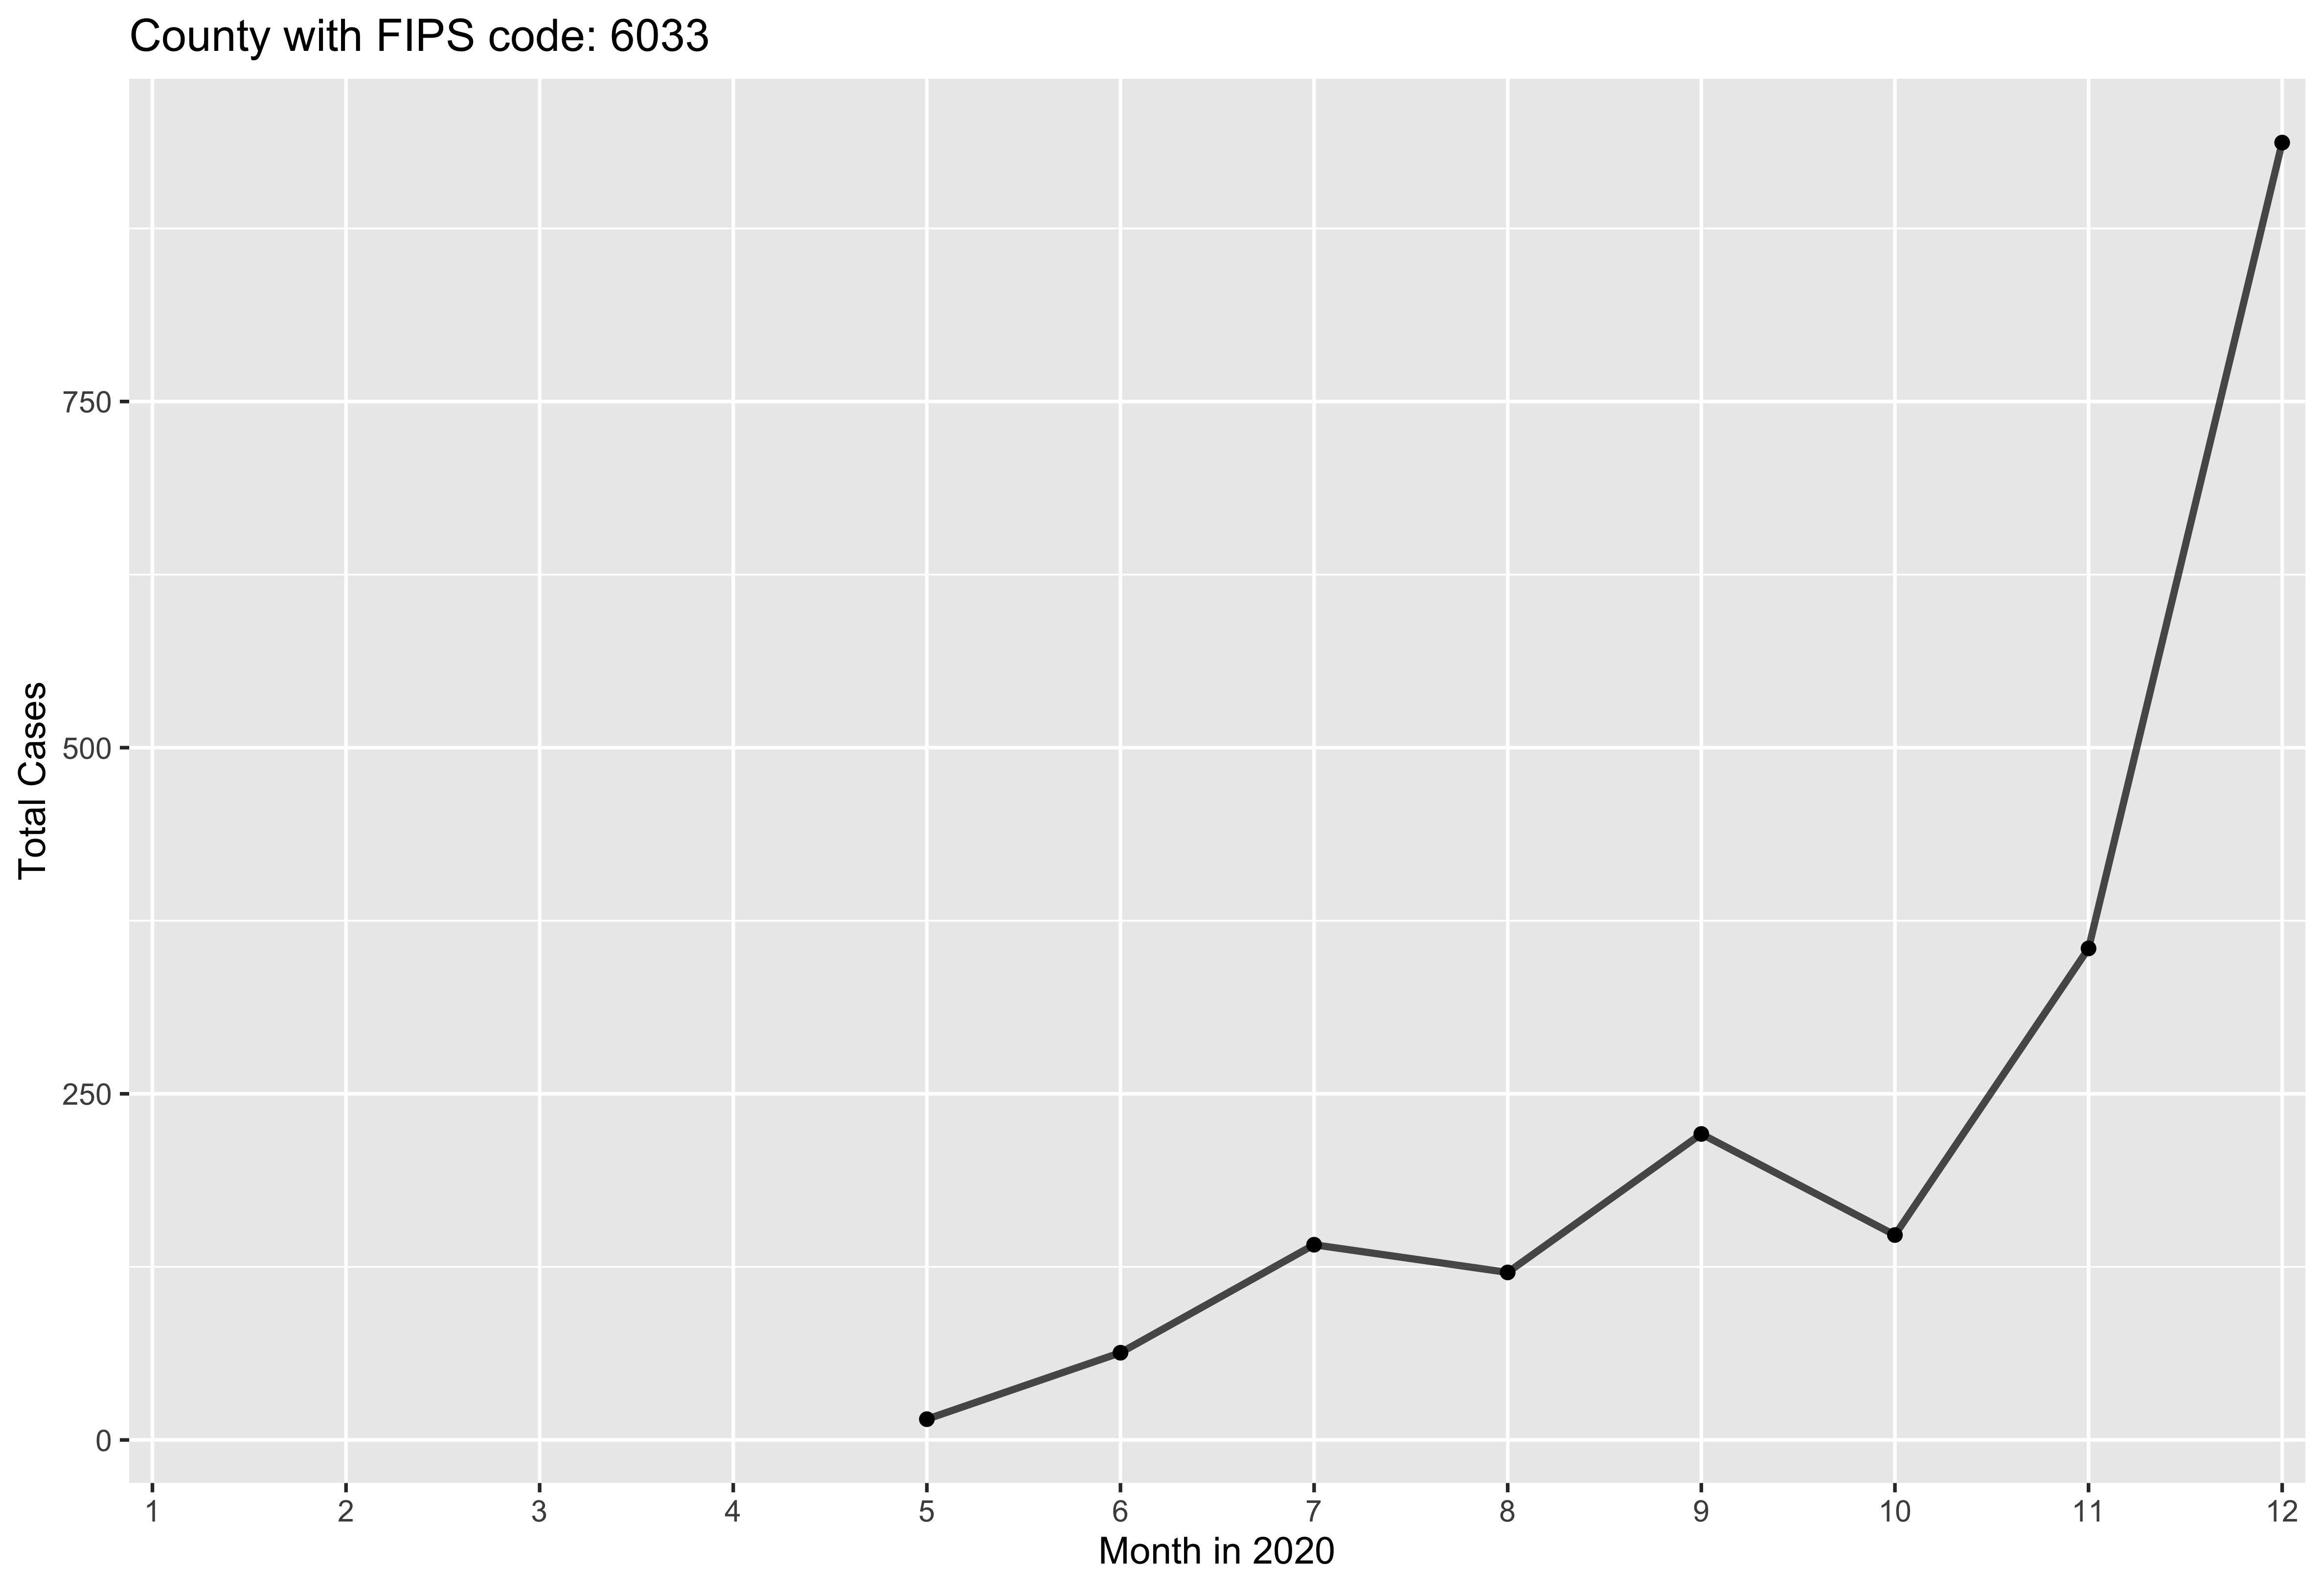 County with FIPS code: 6033
Total Cases
750
500
250
0
1 2 3 4 5 6 7 8 9 10 11 12
Month in 2020